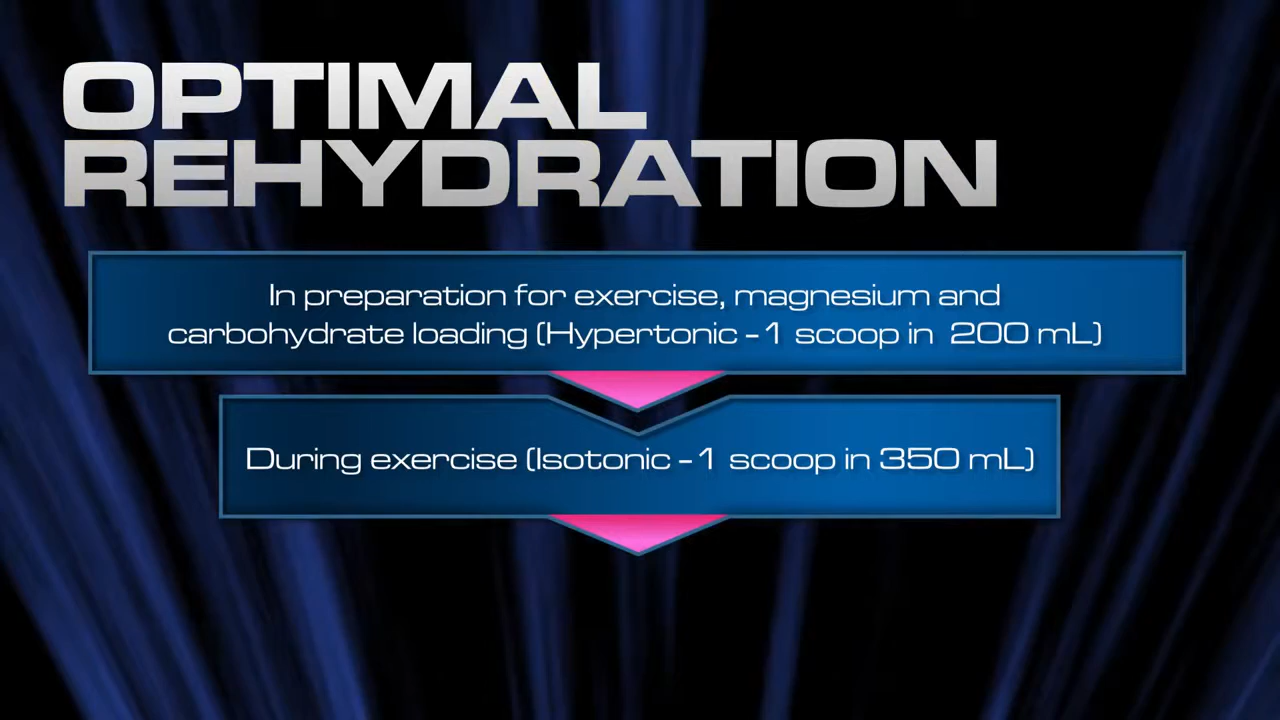 OPTIMAL
REHYDRATION
In preparation for exercise, magnesium and
carbohydrate loading (Hypertonic -1 scoop in 200 mL)
During exercise (Isotonic -1 scoop in 350 mL)